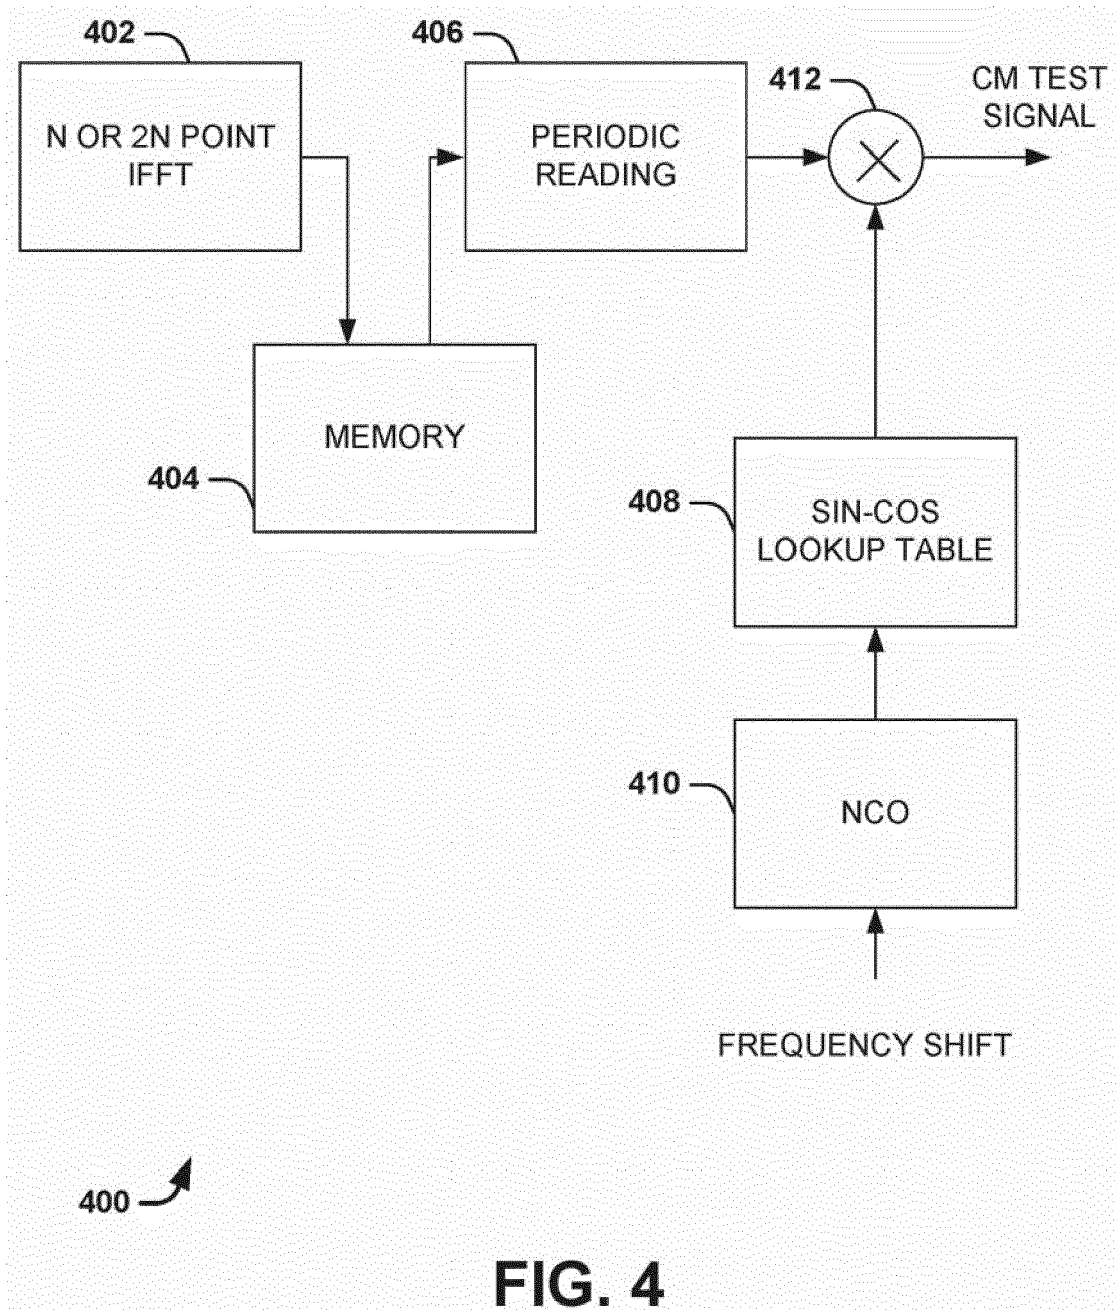 402
406
412
CM TEST
SIGNAL
N OR 2N POINT
IFFT
PERIODIC
READING
MEMORY
404
408
SIN-COS
LOOKUP TABLE
410
NCO
FREQUENCY SHIFT
400
FIG. 4